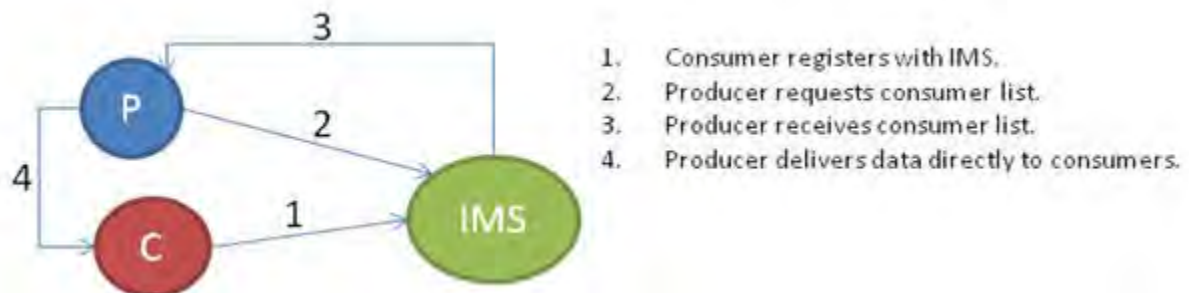 3
1. Consumer registers with IMS.
P
2. Producer requests consumer list.
2
3. Producer receives consumer list.
4
4. Producer delivers data directly to consumers.
1
IMS
C